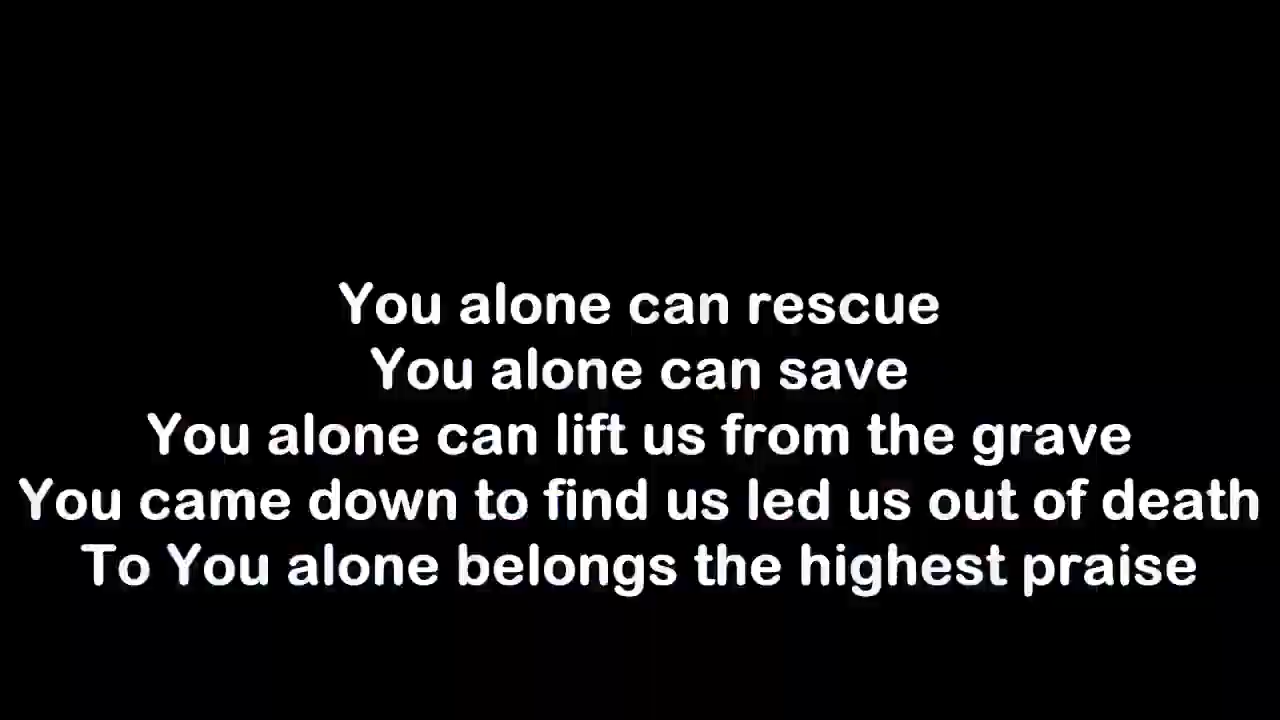 You alone can rescue
You alone can save
You alone can lift us from the grave
You came down to find us led us out of death
To You alone belongs the highest praise